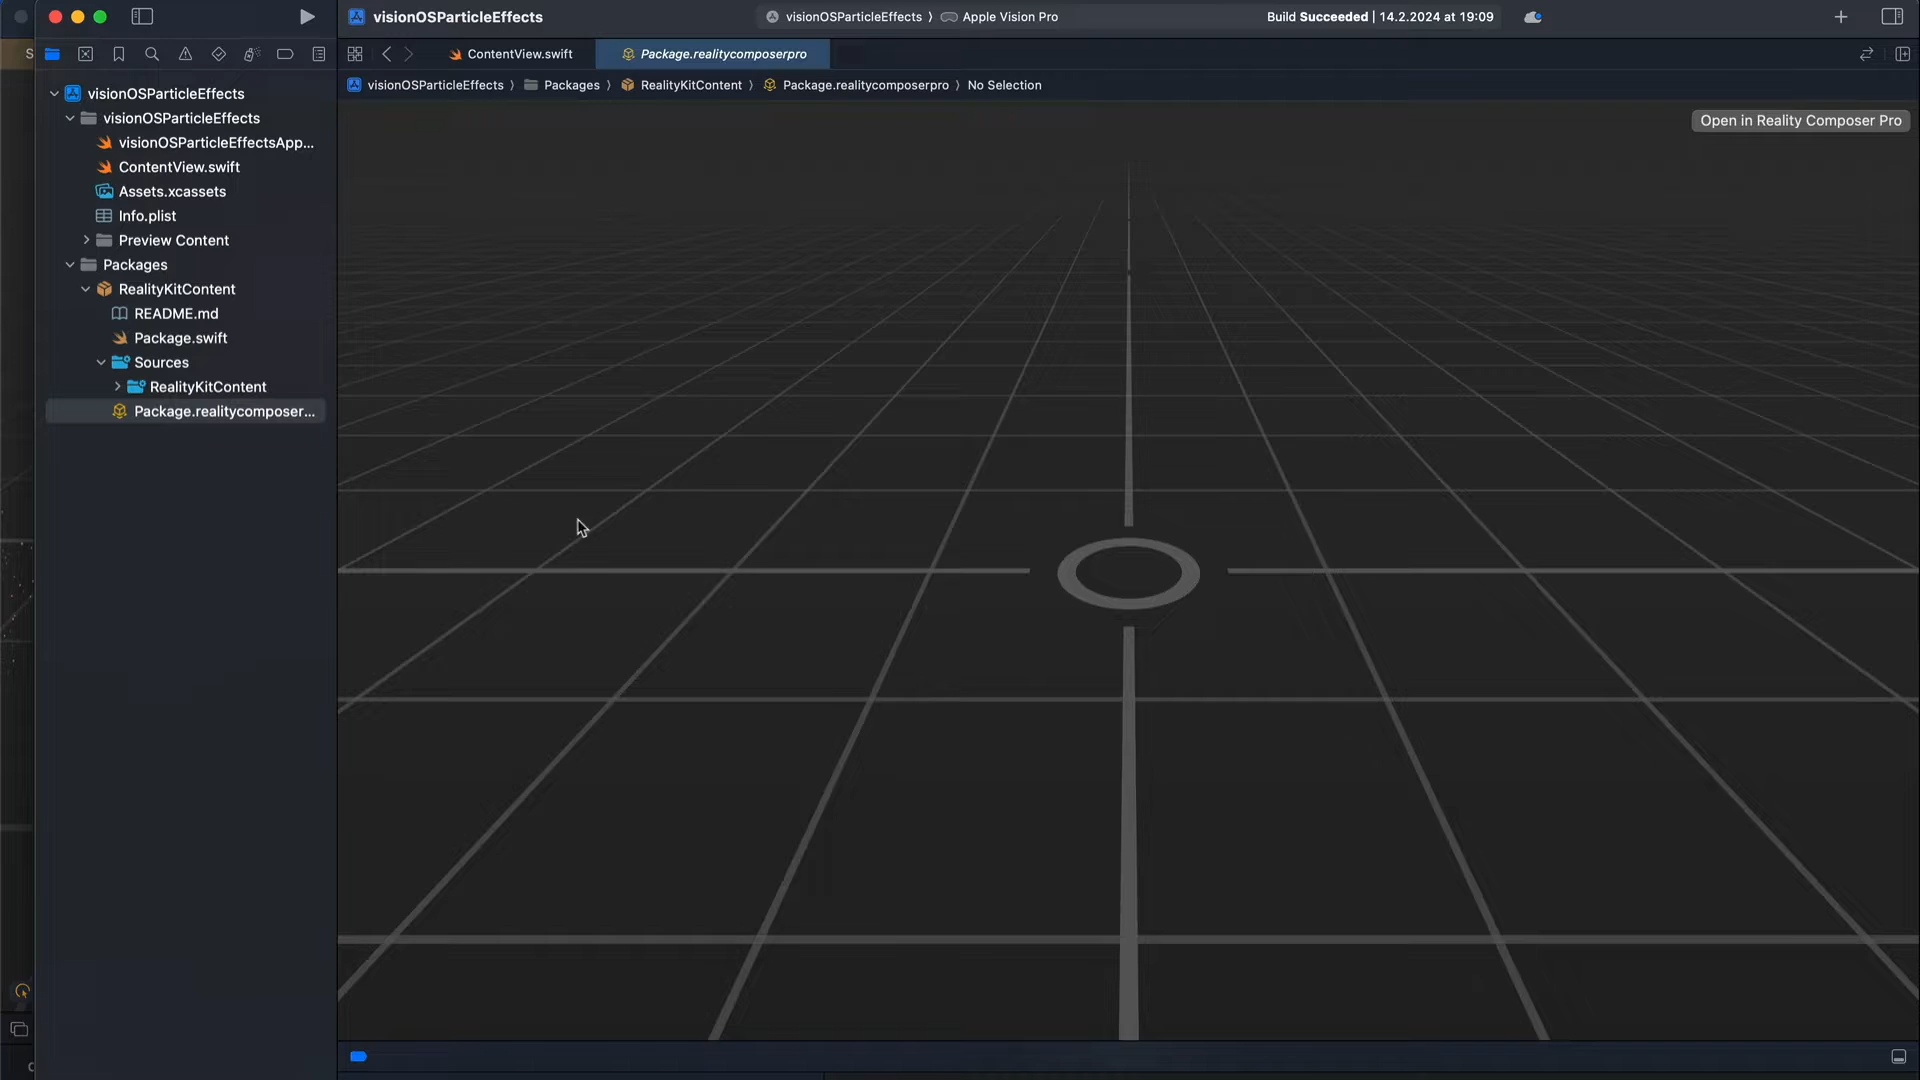 visionOSParticleEffects
visionOSParticleEffects ⟩ Apple Vision Pro
Build Succeeded | 14.2.2024 at 19:09
ContentView.swift
Package.realitycomposerpro
visionOSParticleEffects ⟩ Packages ⟩ RealityKitContent ⟩ Package.realitycomposerpro ⟩ No Selection
Open in Reality Composer Pro
visionOSParticleEffects
visionOSParticleEffects
visionOSParticleEffectsApp...
ContentView.swift
Assets.xcassets
Info.plist
Preview Content
Packages
RealityKitContent
README.md
Package.swift
Sources
RealityKitContent
Package.realitycomposer...